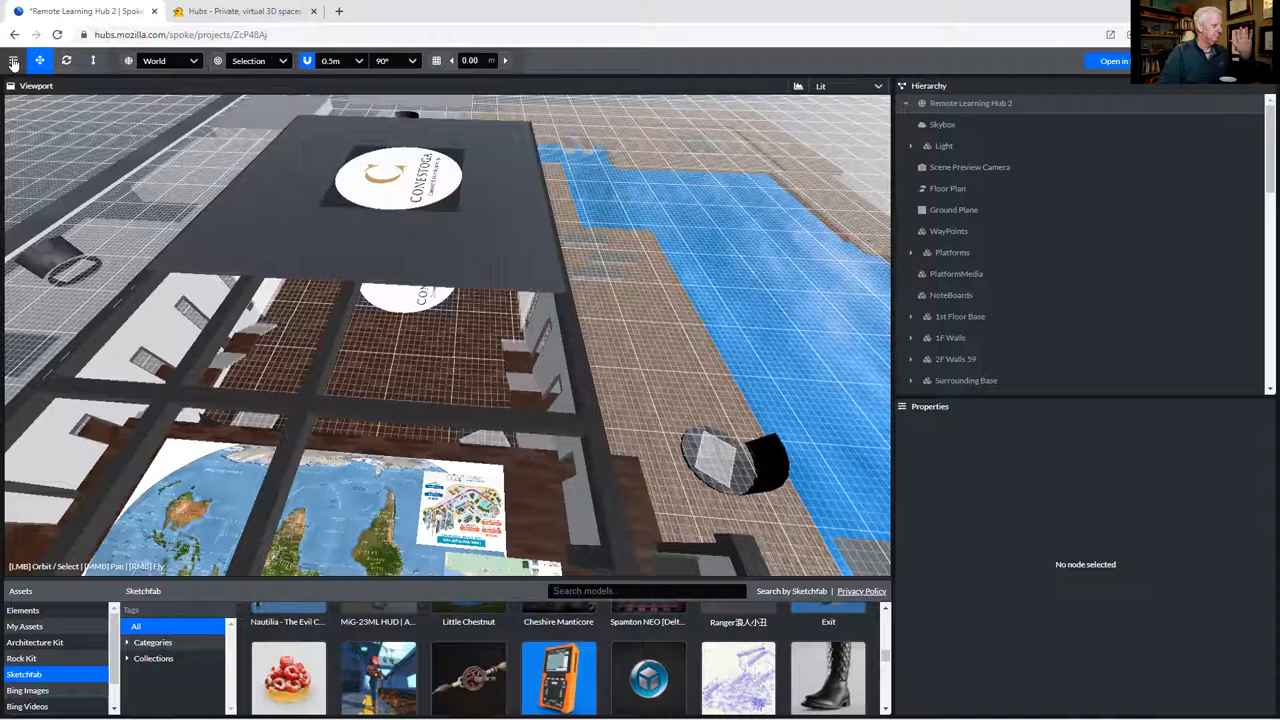 *Remote Learning Hub 2 | Spoke
Hubs - Private, virtual 3D spaces
hubs.mozilla.com/spoke/projects/ZcP48Aj
World
Selection
0.5m
90°
0.00 m
Open in
Viewport
Lit
CONESTOGA
C
[LMB] Orbit / Select | [MMB] Pan | [RMB] Fly
Hierarchy
Remote Learning Hub 2
Skybox
Light
Scene Preview Camera
Floor Plan
Ground Plane
WayPoints
Platforms
PlatformMedia
NoteBoards
1st Floor Base
1F Walls
2F Walls 59
Surrounding Base
Properties
No node selected
Assets
Elements
My Assets
Architecture Kit
Rock Kit
Sketchfab
Bing Images
Bing Videos
Sketchfab
Search models..
Search by Sketchfab | Privacy Policy
Tags
All
Categories
Collections
Nautilia - The Evil C...
MiG-23ML HUD | A...
Little Chestnut
Cheshire Manticore
Spamton NEO [Delt...
Ranger浪人小丑
Exit